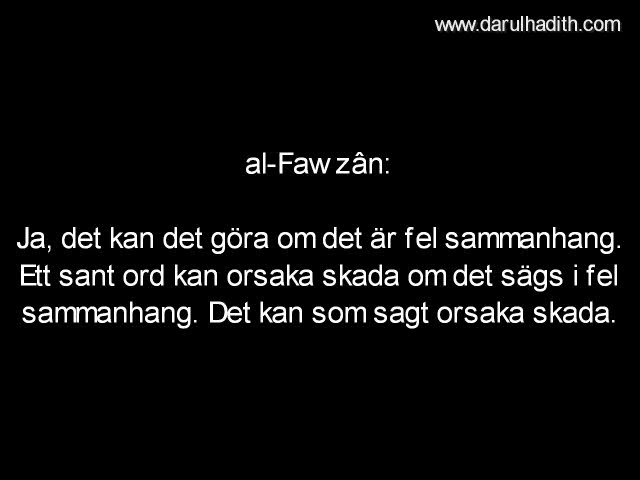 www.darulhadith.com
al-Fawzân:
Ja, det kan det göra om det är fel sammanhang.
Ett sant ord kan orsaka skada om det sägs i fel
sammanhang. Det kan som sagt orsaka skada.